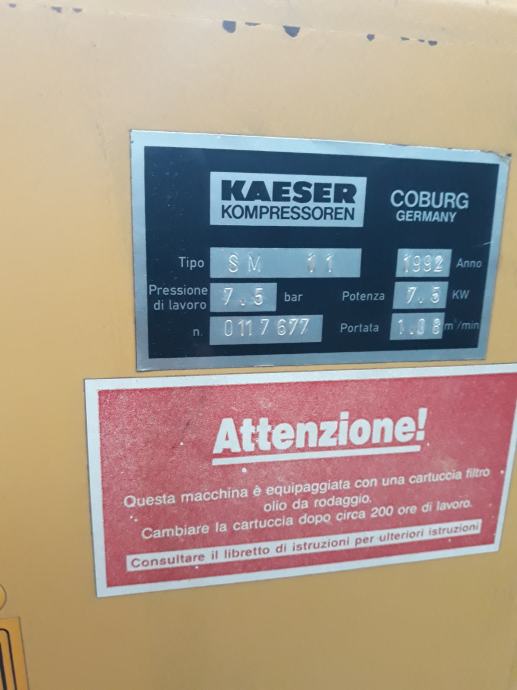 KAESER
KOMPRESSOREN
COBURG
GERMANY
Tipo SM 11 1992 Anno
Pressione di lavoro 7.5 bar Potenza 7.5 KW
n. 0117677 Portata 1.08 m³/min
Attenzione!
Questa macchina è equipaggiata con una cartuccia filtro
olio da rodaggio.
Cambiare la cartuccia dopo circa 200 ore di lavoro.
Consultare il libretto di istruzioni per ulteriori istruzioni